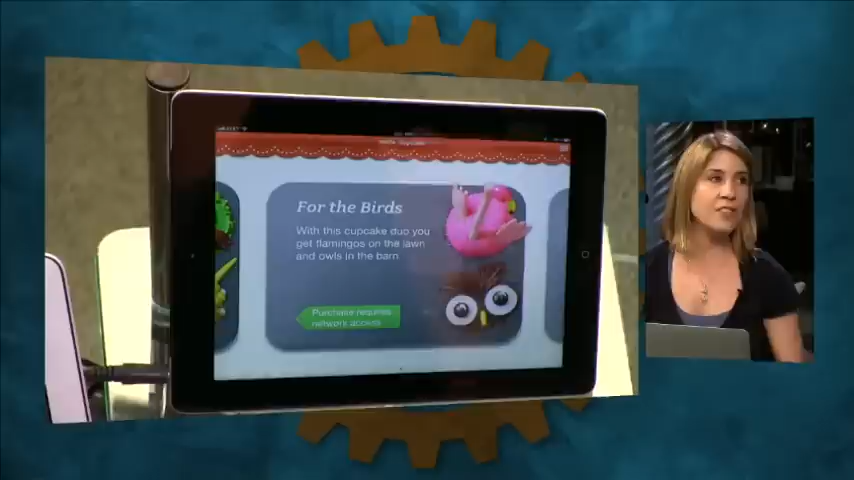 For the Birds
With this cupcake duo you
get flamingos on the lawn
and owls in the barn.
Purchase requires
network access.